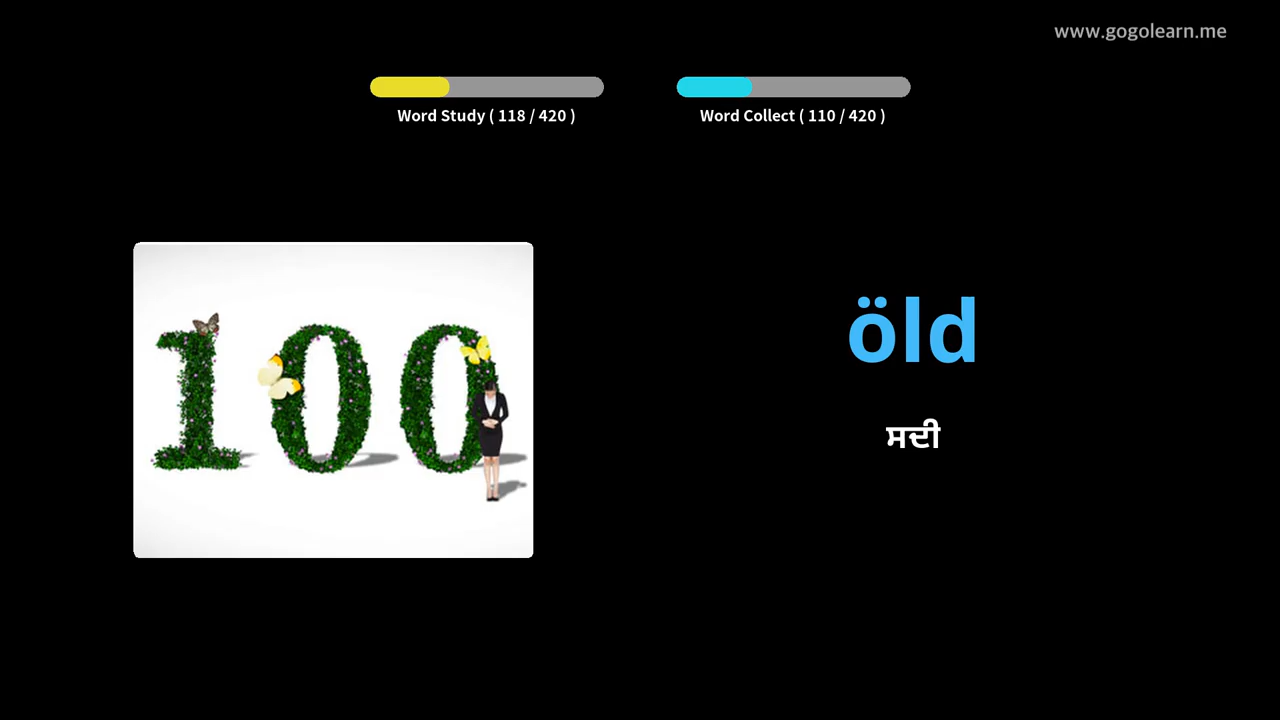 www.gogolearn.me
Word Study ( 118 / 420 )
Word Collect ( 110 / 420 )
100
öld
ਸਦੀ